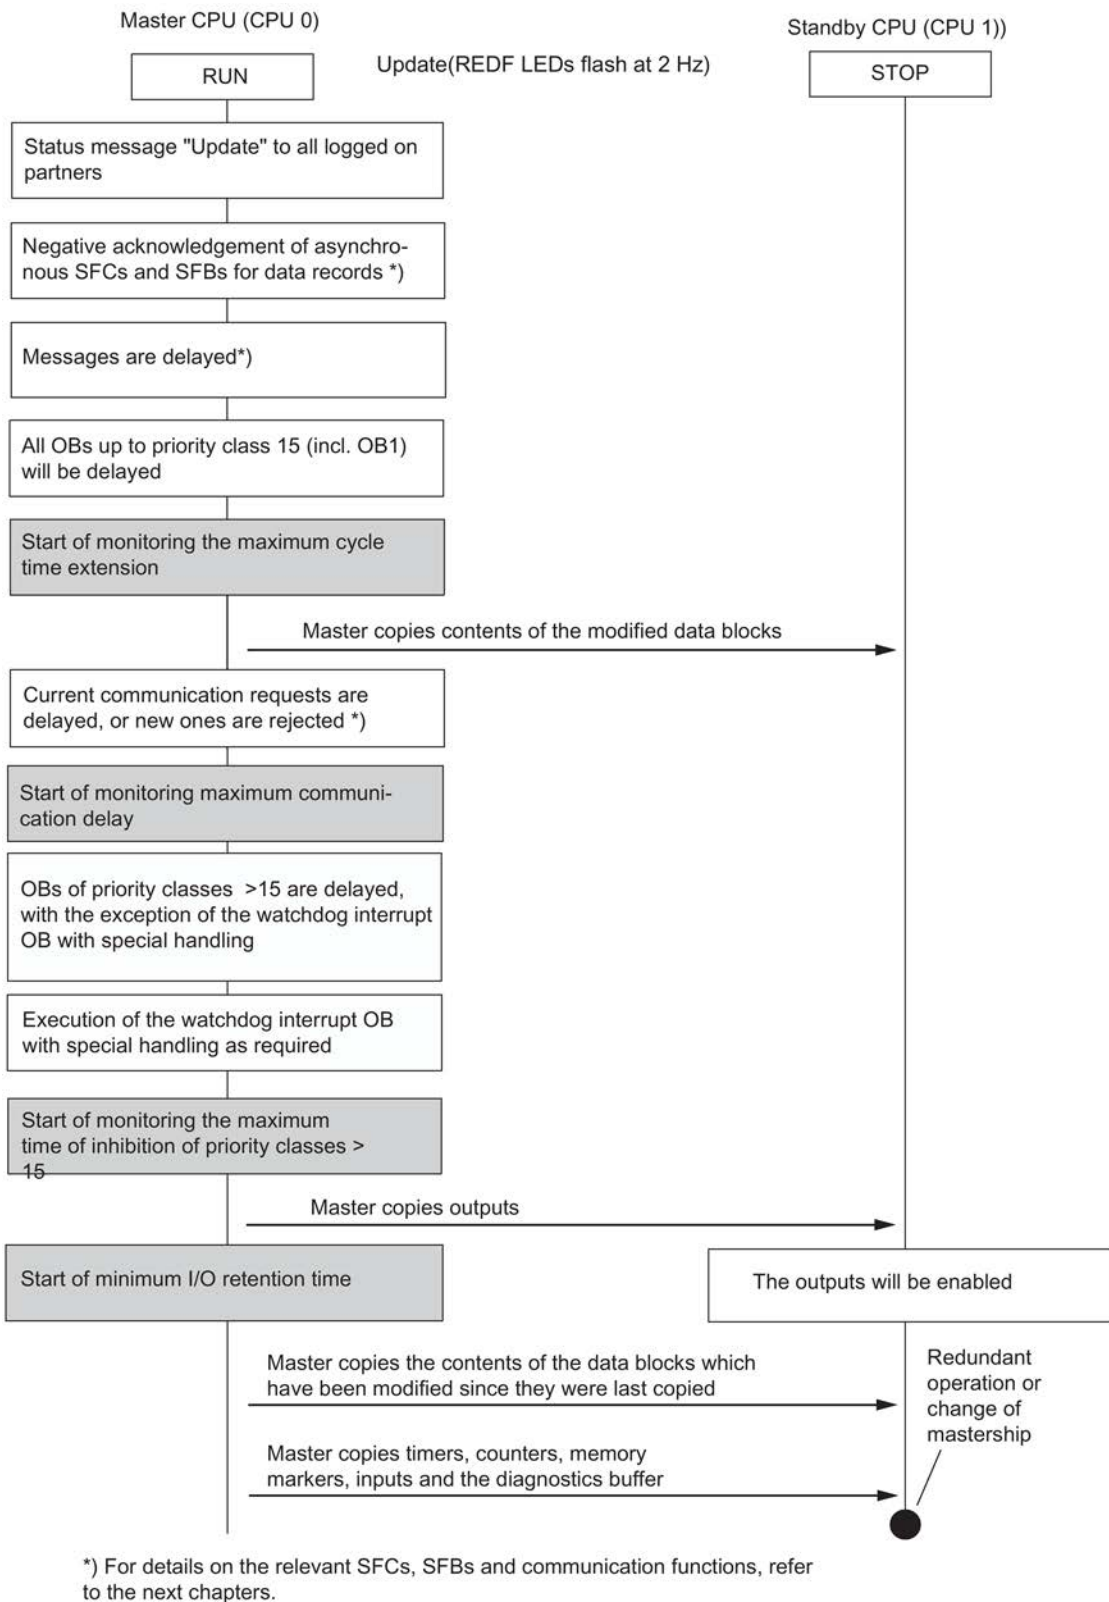 Master CPU (CPU 0)
Standby CPU (CPU 1))
RUN
Update(REDF LEDs flash at 2 Hz)
STOP
Status message "Update" to all logged on
partners
Negative acknowledgement of asynchro-
nous SFCs and SFBs for data records *)
Messages are delayed*)
All OBs up to priority class 15 (incl. OB1)
will be delayed
Start of monitoring the maximum cycle
time extension
Master copies contents of the modified data blocks
Current communication requests are
delayed, or new ones are rejected *)
Start of monitoring maximum communi-
cation delay
OBs of priority classes >15 are delayed,
with the exception of the watchdog interrupt
OB with special handling
Execution of the watchdog interrupt OB
with special handling as required
Start of monitoring the maximum
time of inhibition of priority classes >
15
Master copies outputs
Start of minimum I/O retention time
The outputs will be enabled
Master copies the contents of the data blocks which
have been modified since they were last copied
Redundant
operation or
change of
mastership
Master copies timers, counters, memory
markers, inputs and the diagnostics buffer
*) For details on the relevant SFCs, SFBs and communication functions, refer
to the next chapters.